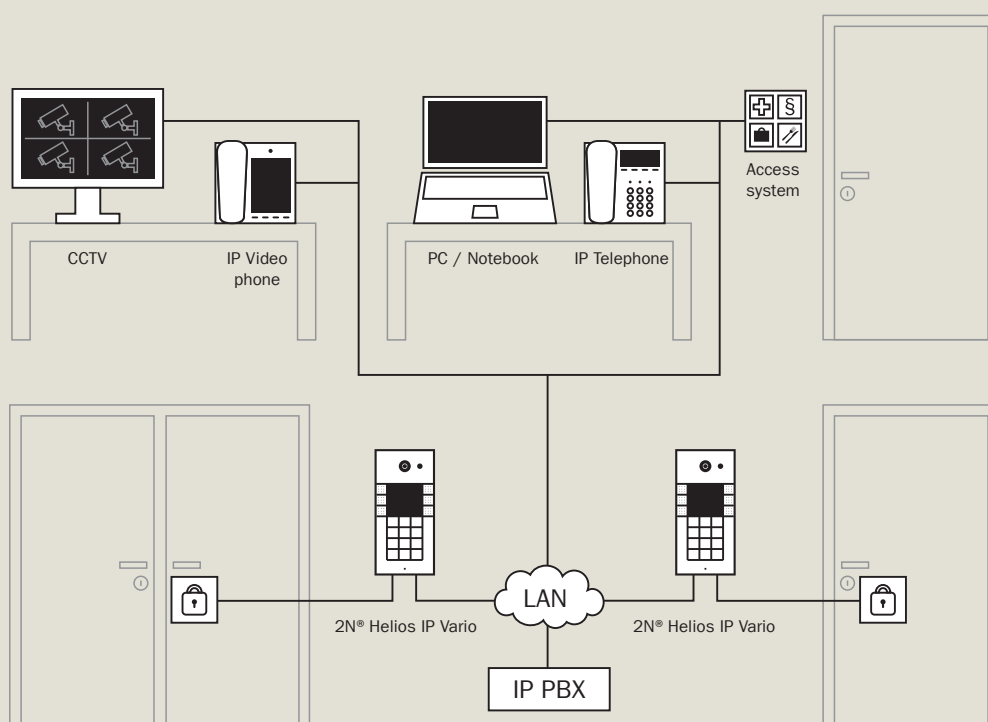 §
Access
system
CCTV
IP Video
phone
PC / Notebook
IP Telephone
LAN
2N® Helios IP Vario
2N® Helios IP Vario
IP PBX